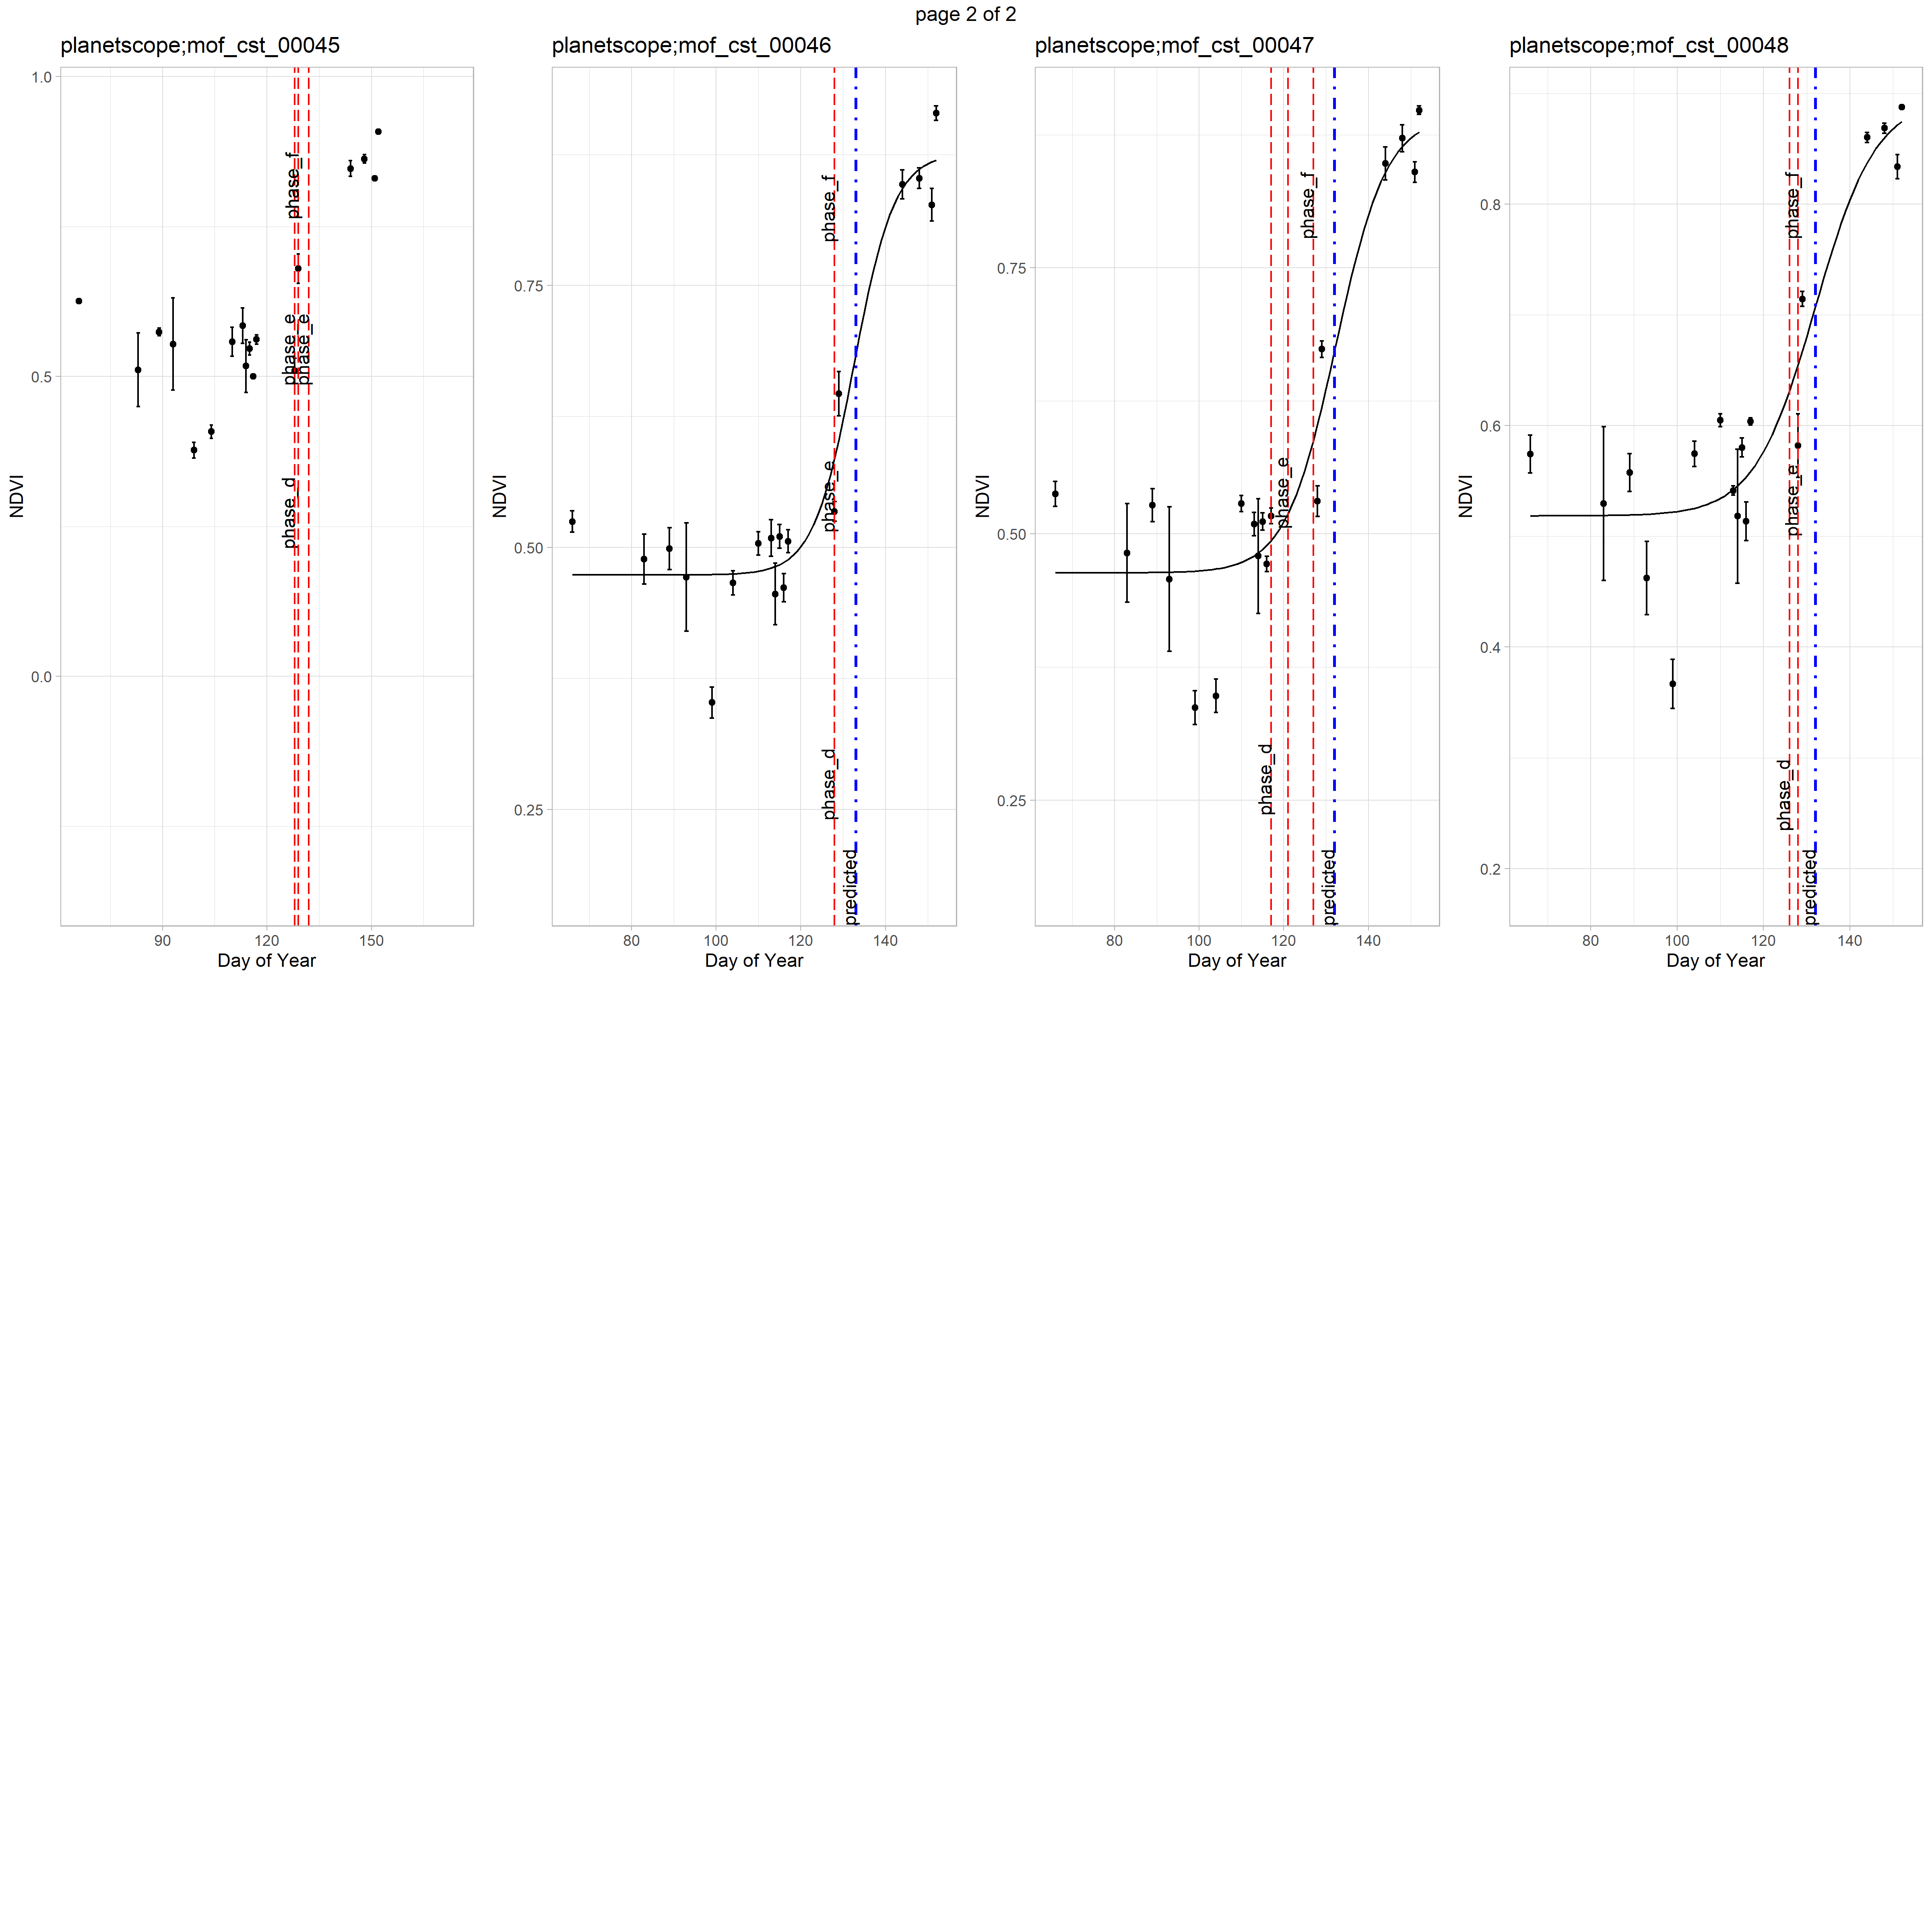 page 2 of 2
planetscope;mof_cst_00045
NDVI
1.0
0.5
0.0
phase_f
phase_e
phase_e
phase_d
90
120
150
Day of Year
planetscope;mof_cst_00046
NDVI
0.75
0.50
0.25
phase_f
phase_e
phase_d
predicted
80
100
120
140
Day of Year
planetscope;mof_cst_00047
NDVI
0.75
0.50
0.25
phase_f
phase_e
phase_d
predicted
80
100
120
140
Day of Year
planetscope;mof_cst_00048
NDVI
0.8
0.6
0.4
0.2
phase_f
phase_e
phase_d
predicted
80
100
120
140
Day of Year